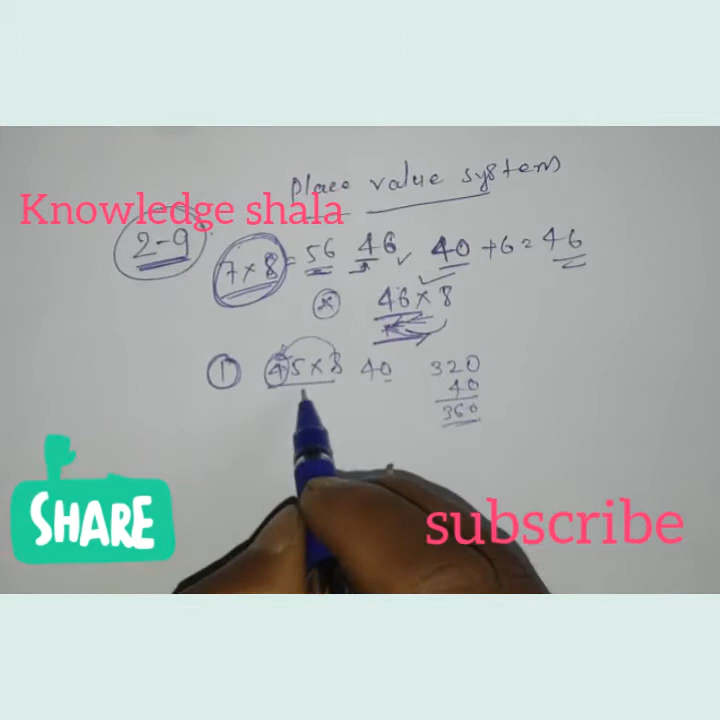 Place value system
Knowledge shala
2-9
7×8 = 56 46 40 +6 = 46
× 46×8
1 45×8 40 320
40
360
SHARE
subscribe